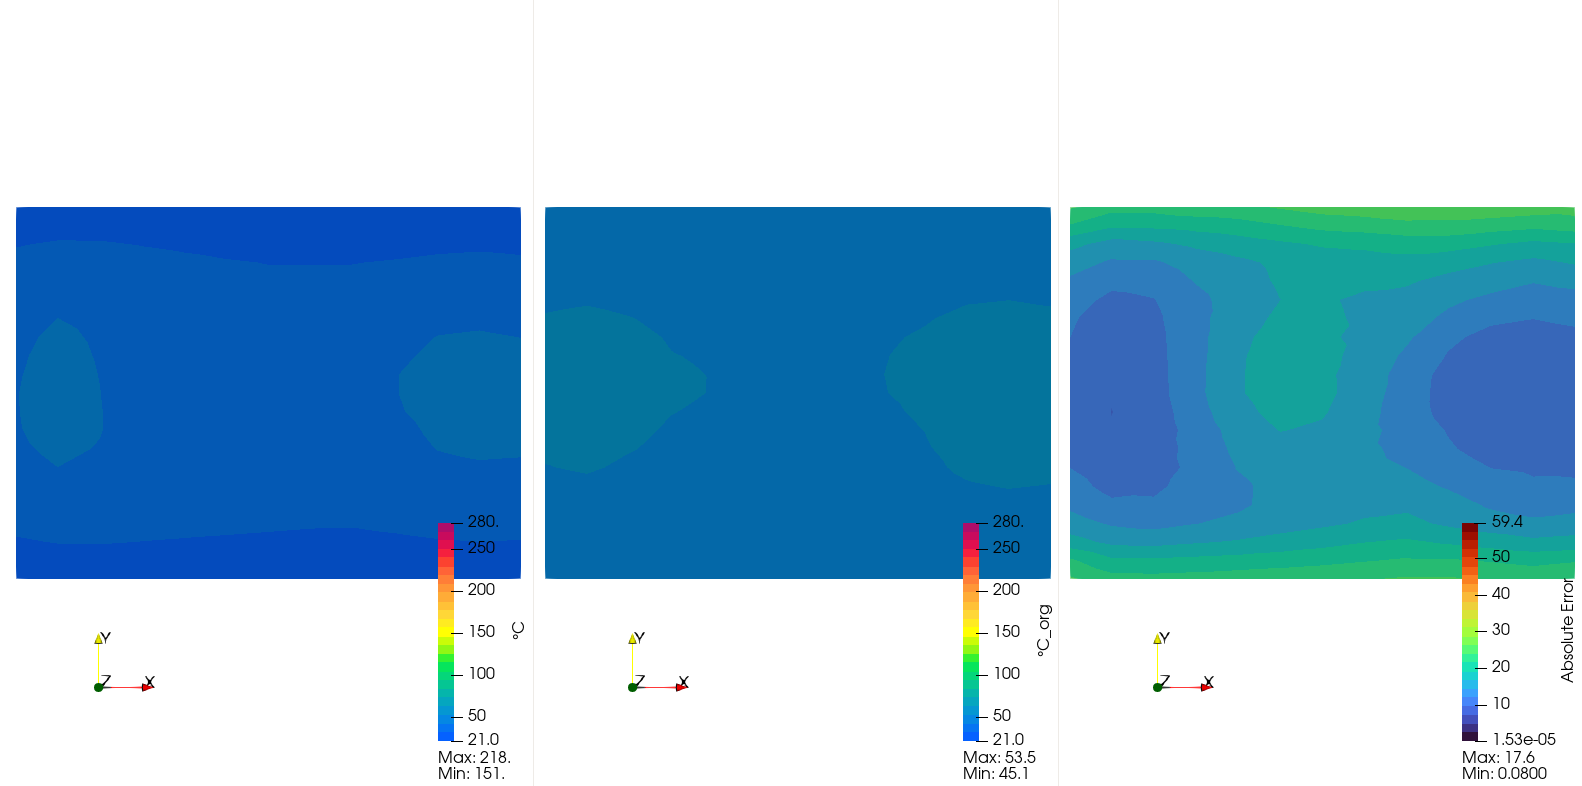 280.
250
200
150
100
50
21.0
°C
Max: 218.
Min: 151.
Y
Z
X
280.
250
200
150
100
50
21.0
°C_org
Max: 53.5
Min: 45.1
Y
Z
X
59.4
50
40
30
20
10
1.53e-05
Absolute Error
Max: 17.6
Min: 0.0800
Y
Z
X